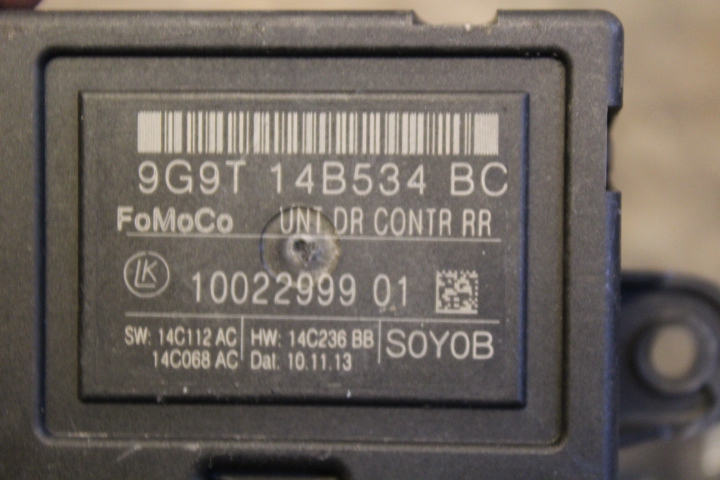 9G9T 14B534 BC
FoMoCo UNT DR CONTR RR
LK 10022999 01
SW: 14C112 AC HW: 14C236 BB S0Y0B
14C068 AC Dat: 10.11.13